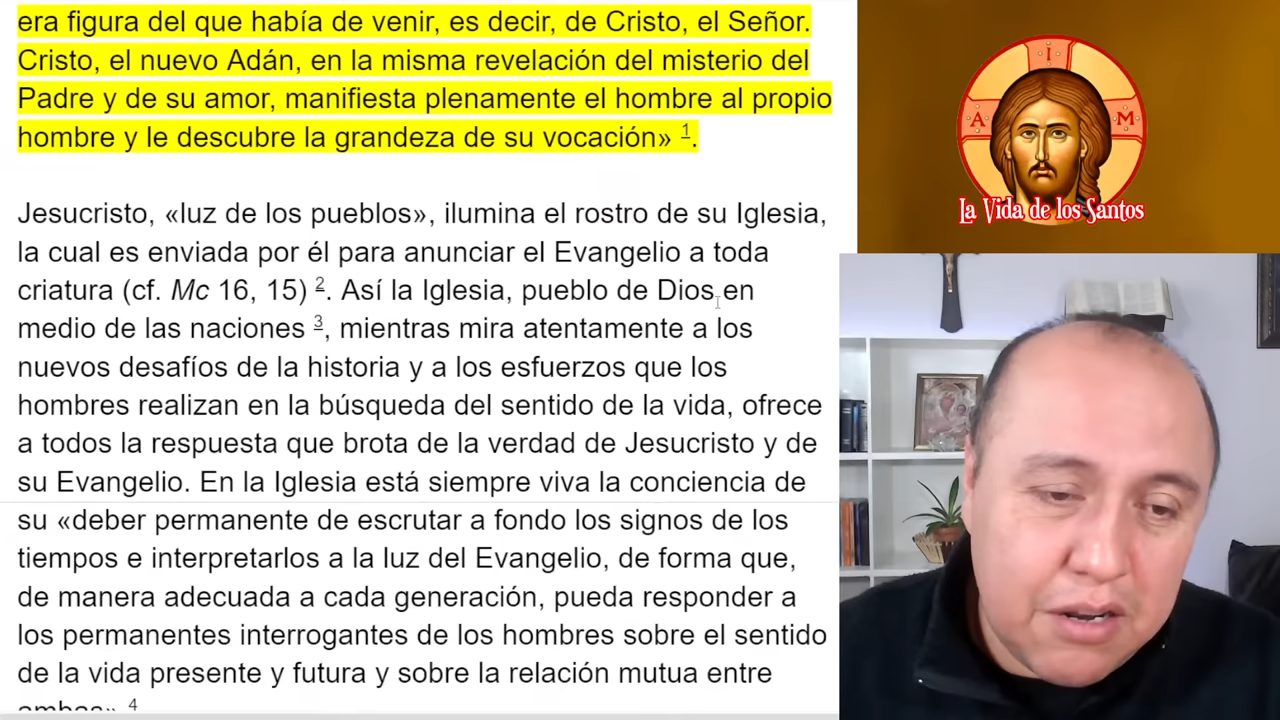 era figura del que había de venir, es decir, de Cristo, el Señor.
Cristo, el nuevo Adán, en la misma revelación del misterio del
Padre y de su amor, manifiesta plenamente el hombre al propio
hombre y le descubre la grandeza de su vocación» 1.
Jesucristo, «luz de los pueblos», ilumina el rostro de su Iglesia,
la cual es enviada por él para anunciar el Evangelio a toda
criatura (cf. Mc 16, 15) 2. Así la Iglesia, pueblo de Dios en
medio de las naciones 3, mientras mira atentamente a los
nuevos desafíos de la historia y a los esfuerzos que los
hombres realizan en la búsqueda del sentido de la vida, ofrece
a todos la respuesta que brota de la verdad de Jesucristo y de
su Evangelio. En la Iglesia está siempre viva la conciencia de
su «deber permanente de escrutar a fondo los signos de los
tiempos e interpretarlos a la luz del Evangelio, de forma que,
de manera adecuada a cada generación, pueda responder a
los permanentes interrogantes de los hombres sobre el sentido
de la vida presente y futura y sobre la relación mutua entre
ambas» 4
I
A M
La Vida de los Santos